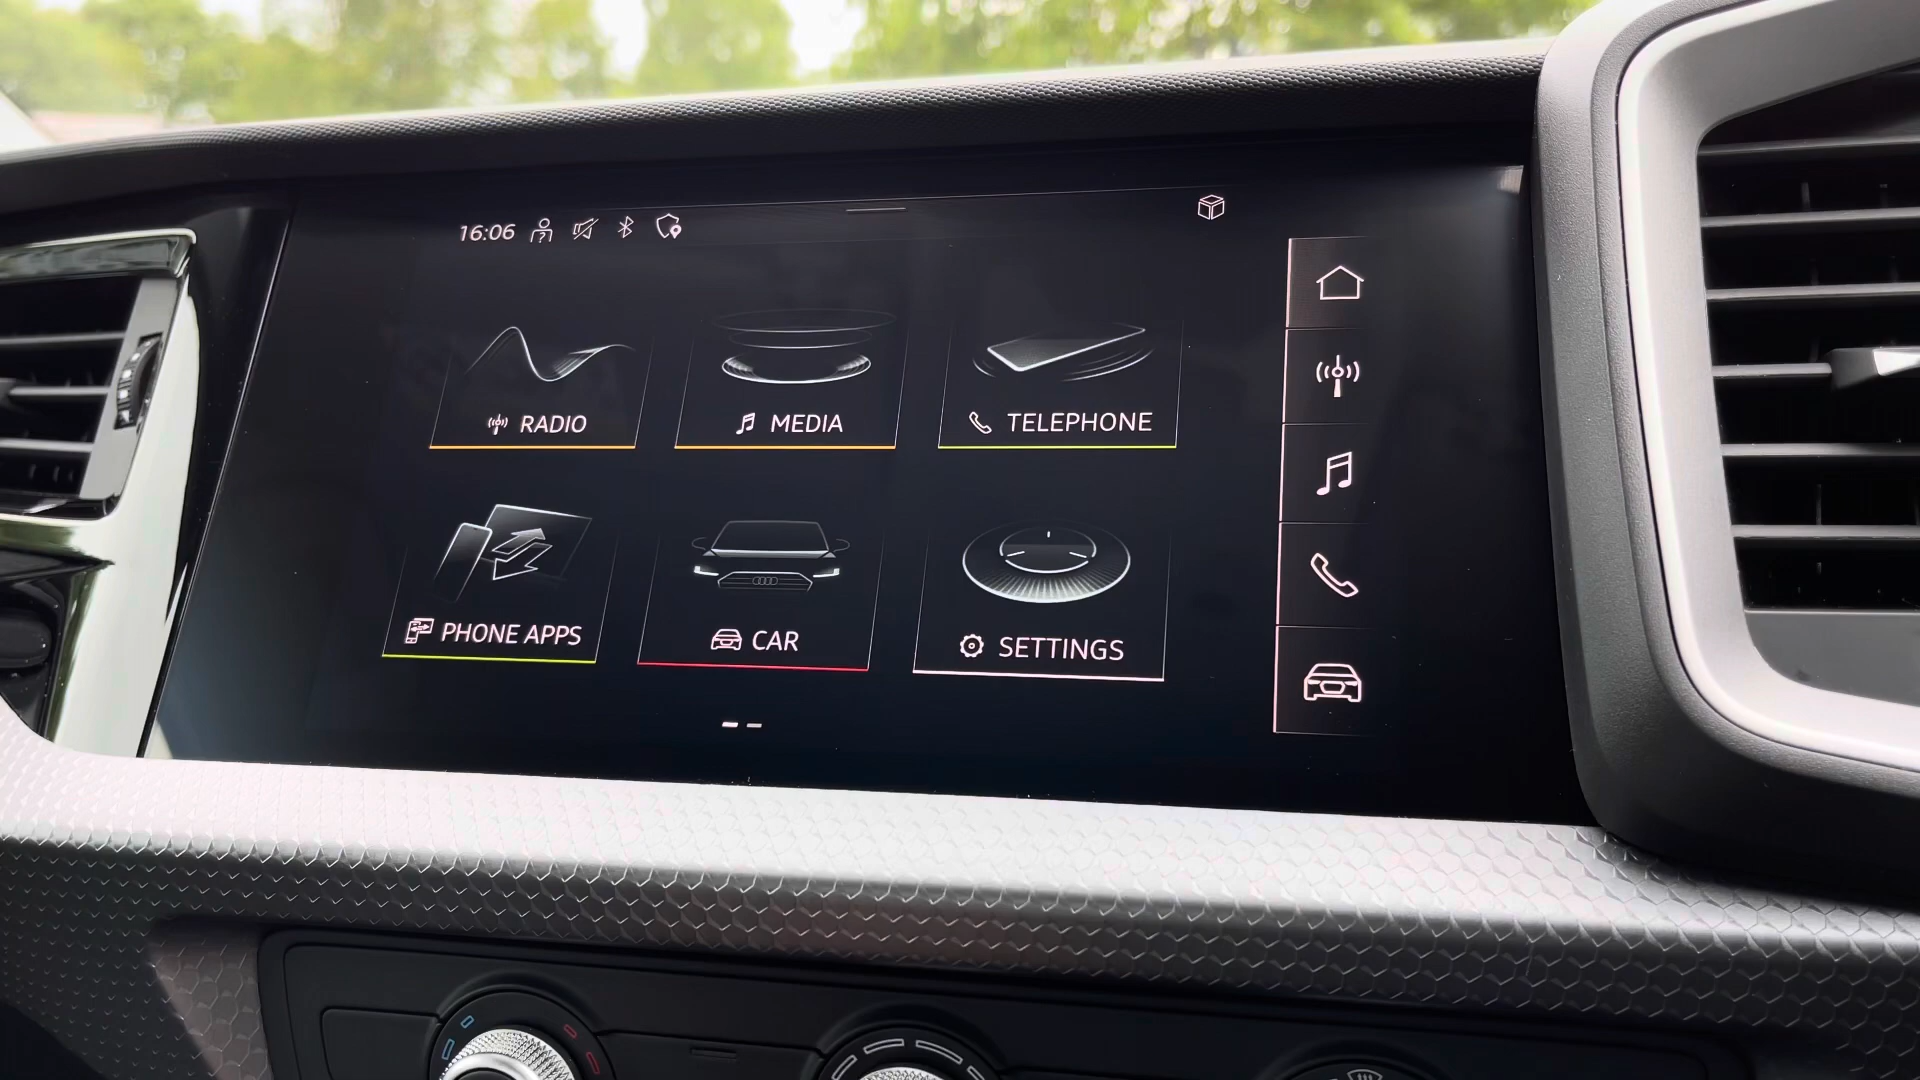 16:06
RADIO
MEDIA
TELEPHONE
PHONE APPS
CAR
SETTINGS